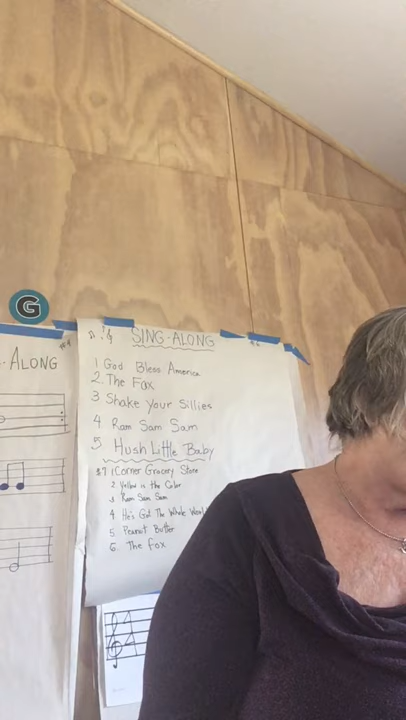 G
- ALONG
SING-ALONG
1 God Bless America
2. The Fox
3 Shake Your Sillies
4 Ram Sam Sam
5 Hush Little Baby
#7 1 Corner Grocery Store
2 Yellow is the Color
3 Ram Sam Sam
4 He's Got The Whole World
5 Peanut Butter
6. The fox